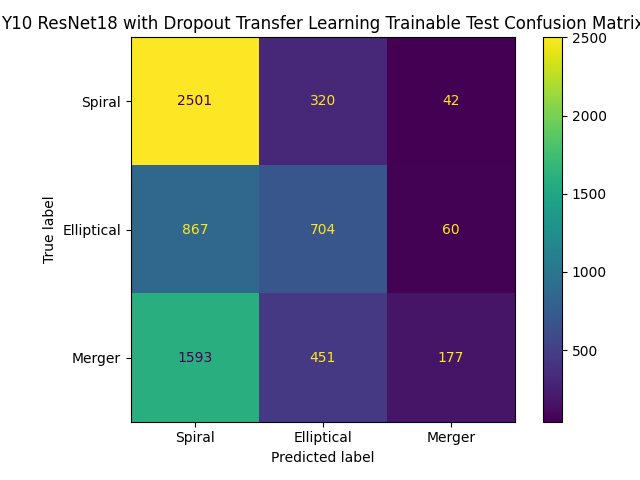 Y10 ResNet18 with Dropout Transfer Learning Trainable Test Confusion Matrix
Spiral
2501
320
42
Elliptical
867
704
60
Merger
1593
451
177
Spiral
Elliptical
Merger
Predicted label
True label
2500
2000
1500
1000
500